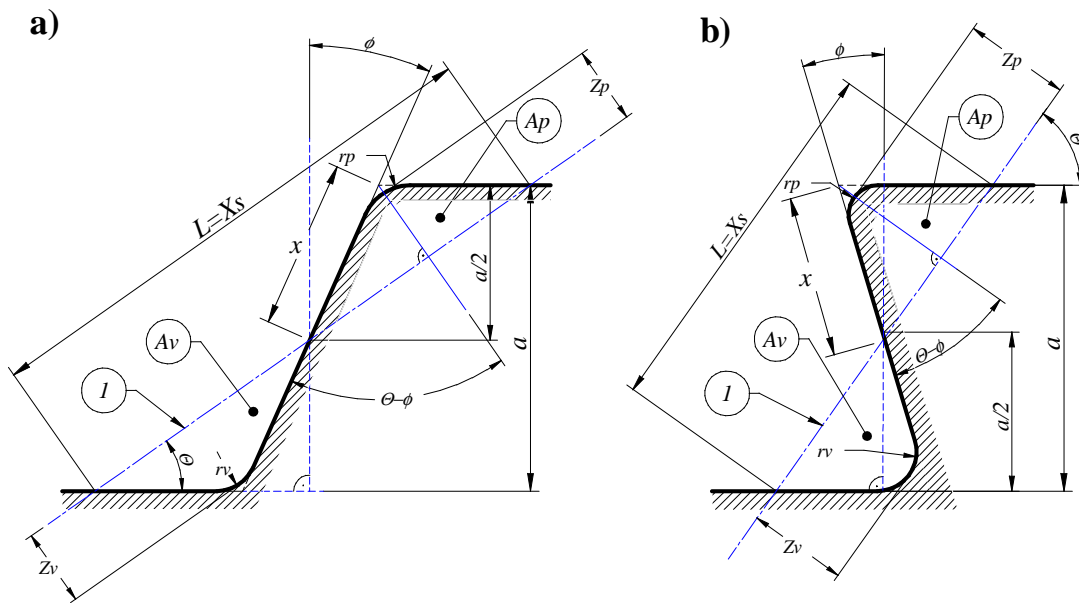 a)
ϕ
Zp
L=Xs
Ap
rp
x
a/2
a
Av
1
Θ
Θ-ϕ
rv
Zv
b)
ϕ
Zp
Ap
Θ
rp
L=Xs
x
Av
Θ-ϕ
1
a/2
a
rv
Zv